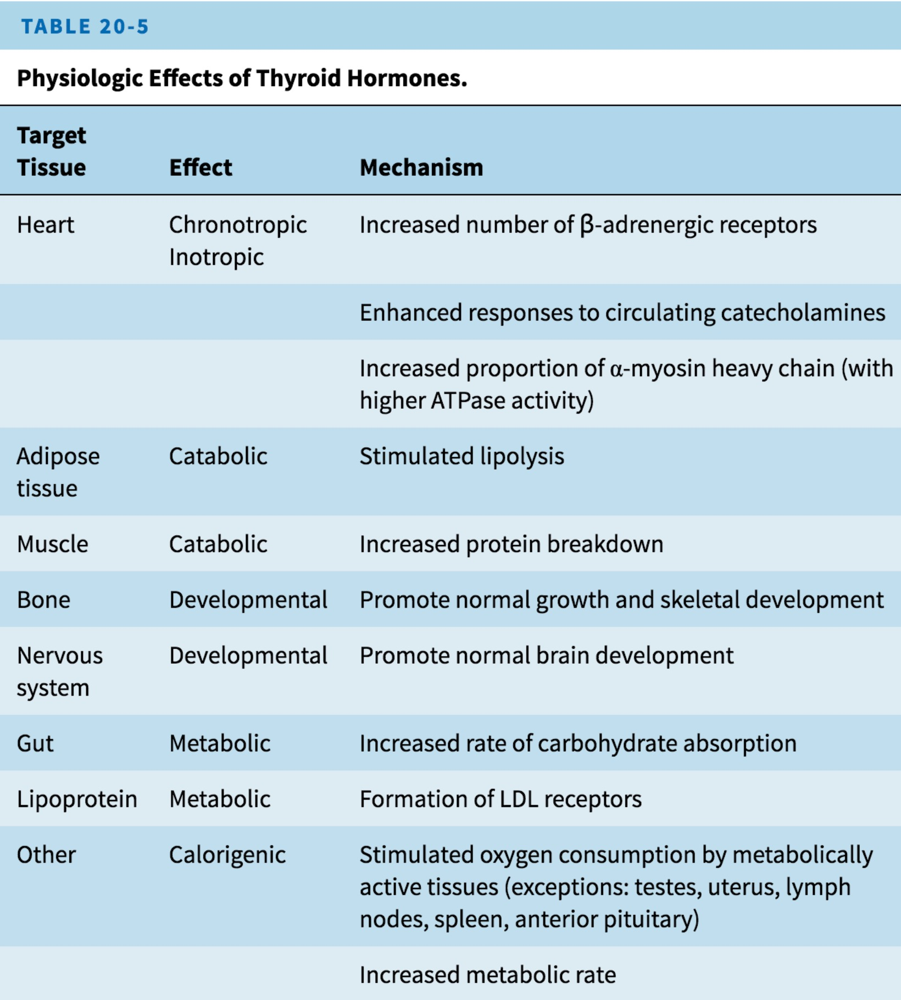 TABLE 20-5
Physiologic Effects of Thyroid Hormones.
Target
Tissue Effect Mechanism
Heart Chronotropic Increased number of β-adrenergic receptors
Inotropic
Enhanced responses to circulating catecholamines
Increased proportion of α-myosin heavy chain (with
higher ATPase activity)
Adipose Catabolic Stimulated lipolysis
tissue
Muscle Catabolic Increased protein breakdown
Bone Developmental Promote normal growth and skeletal development
Nervous Developmental Promote normal brain development
system
Gut Metabolic Increased rate of carbohydrate absorption
Lipoprotein Metabolic Formation of LDL receptors
Other Calorigenic Stimulated oxygen consumption by metabolically
active tissues (exceptions: testes, uterus, lymph
nodes, spleen, anterior pituitary)
Increased metabolic rate